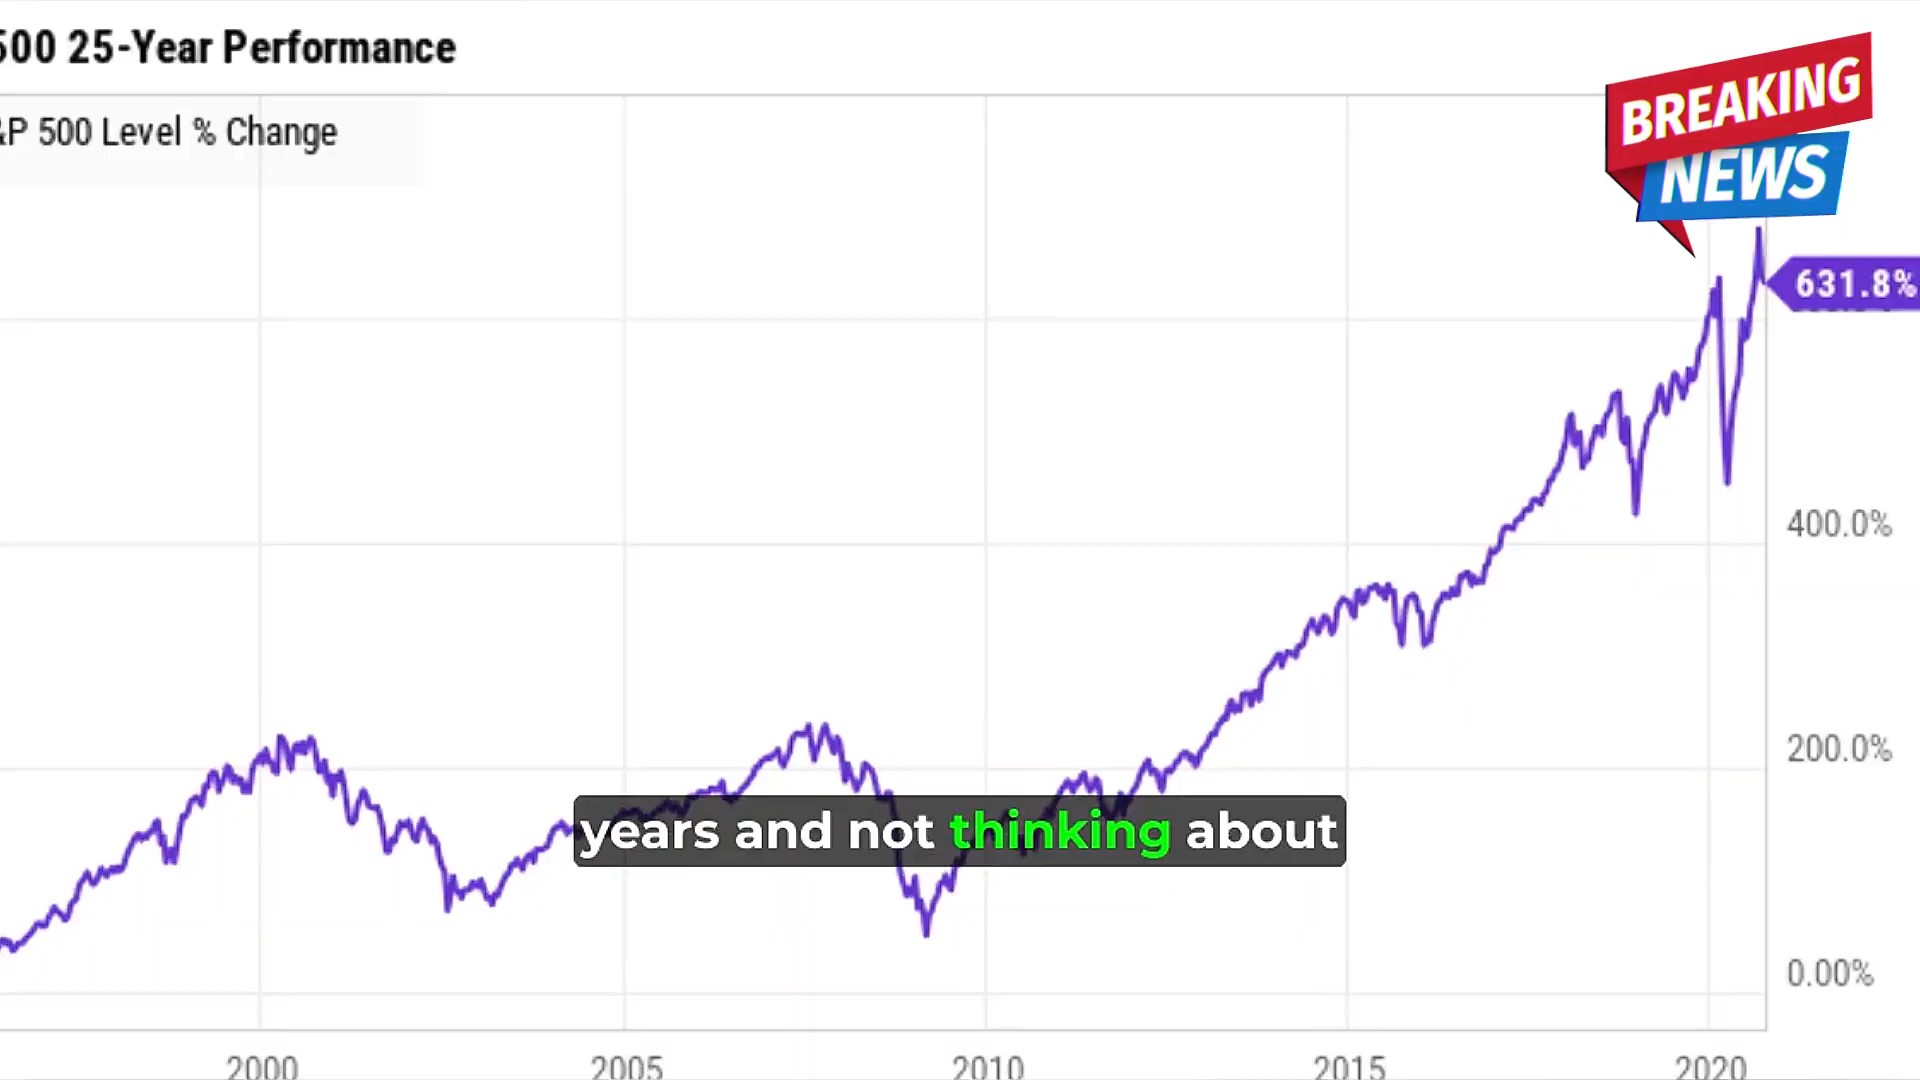 500 25-Year Performance
&P 500 Level % Change
BREAKING
NEWS
631.8%
400.0%
200.0%
years and not thinking about
0.00%
2000 2005 2010 2015 2020